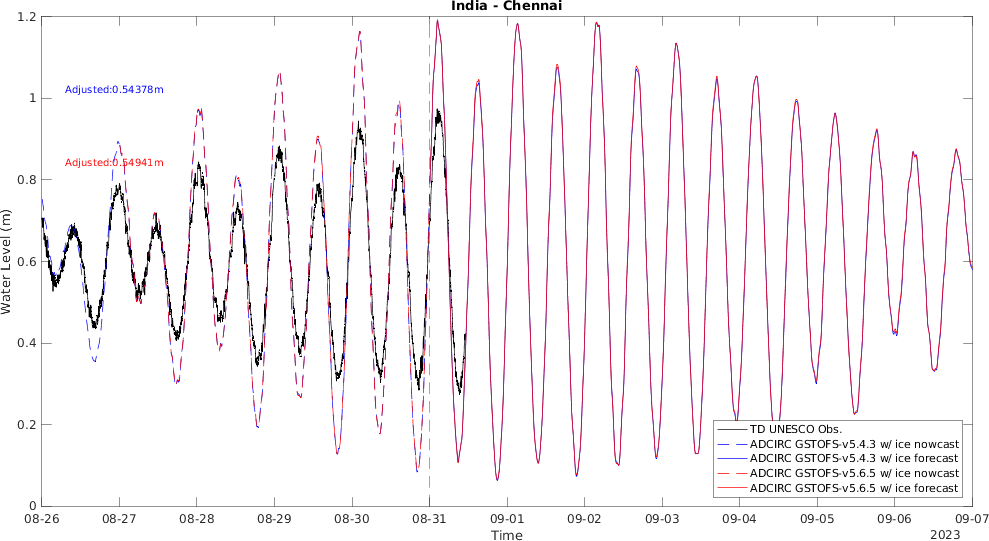 India - Chennai
1.2
Adjusted:0.54378m
1
Adjusted:0.54941m
0.8
0.6
0.4
0.2
0
Water Level (m)
TD UNESCO Obs.
ADCIRC GSTOFS-v5.4.3 w/ ice nowcast
ADCIRC GSTOFS-v5.4.3 w/ ice forecast
ADCIRC GSTOFS-v5.6.5 w/ ice nowcast
ADCIRC GSTOFS-v5.6.5 w/ ice forecast
08-26 08-27 08-28 08-29 08-30 08-31 09-01 09-02 09-03 09-04 09-05 09-06 09-07
Time
2023